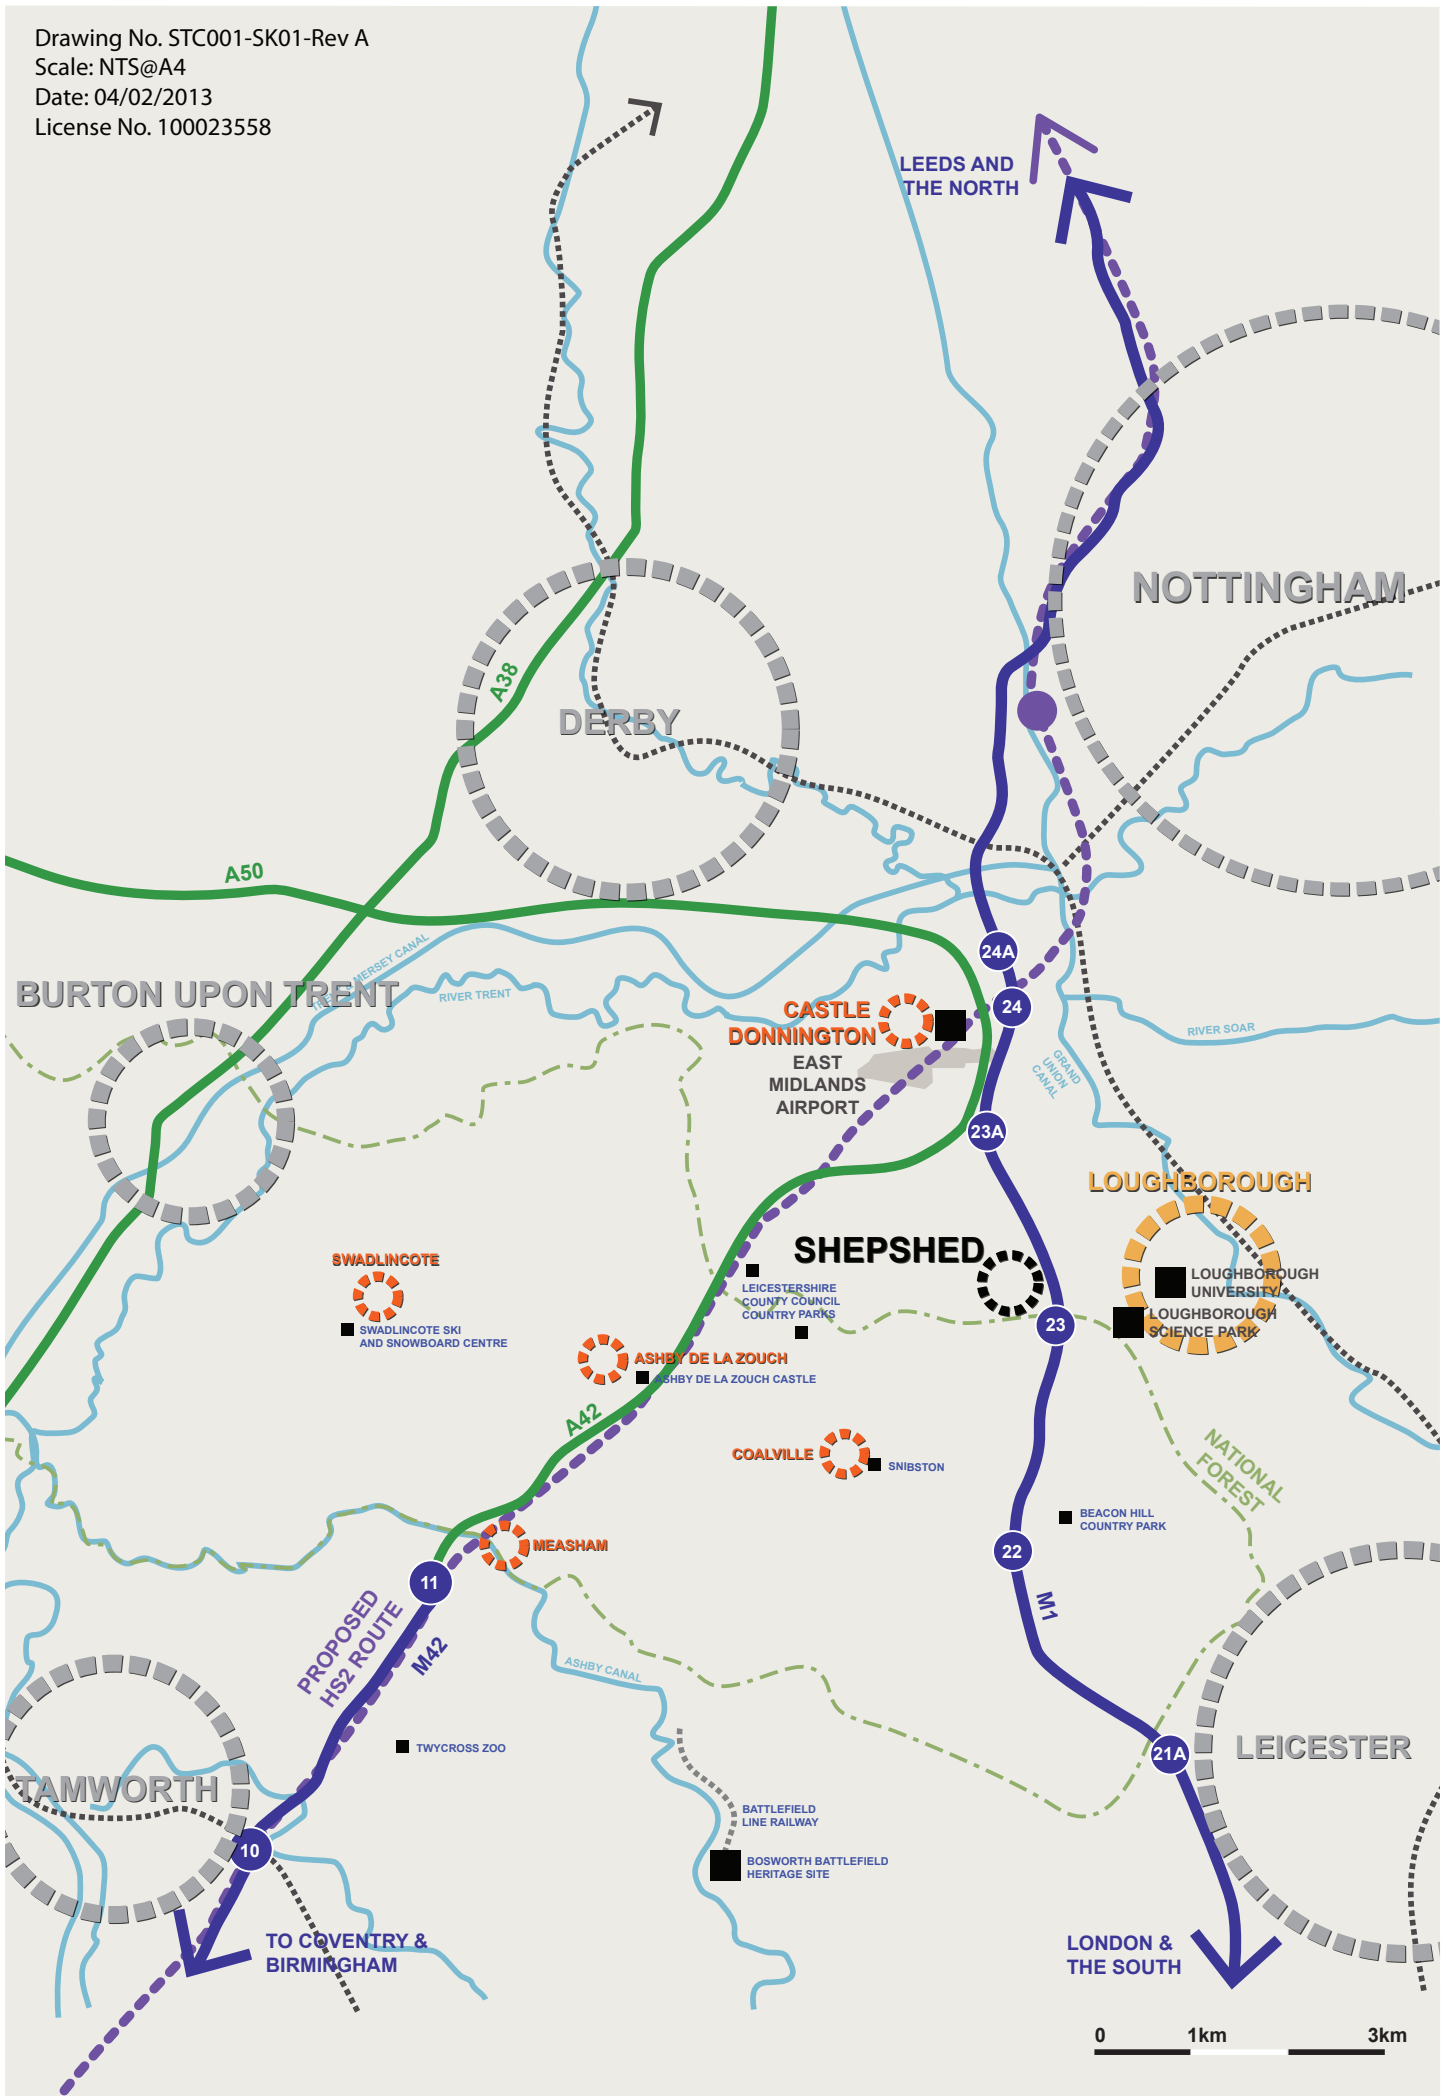 Drawing No. STC001-SK01-Rev A
Scale: NTS@A4
Date: 04/02/2013
License No. 100023558
LEEDS AND
THE NORTH
NOTTINGHAM
A38
DERBY
A50
TRENT & MERSEY CANAL
RIVER TRENT
BURTON UPON TRENT
24A
24
CASTLE
DONNINGTON
EAST
MIDLANDS
AIRPORT
RIVER SOAR
GRAND
UNION
CANAL
23A
LOUGHBOROUGH
SHEPSHED
LOUGHBOROUGH
UNIVERSITY
LOUGHBOROUGH
SCIENCE PARK
SWADLINCOTE
SWADLINCOTE SKI
AND SNOWBOARD CENTRE
LEICESTERSHIRE
COUNTY COUNCIL
COUNTRY PARKS
23
ASHBY DE LA ZOUCH
ASHBY DE LA ZOUCH CASTLE
A42
COALVILLE
SNIBSTON
NATIONAL
FOREST
BEACON HILL
COUNTRY PARK
MEASHAM
22
11
M1
PROPOSED
HS2 ROUTE
M42
ASHBY CANAL
TWYCROSS ZOO
21A
LEICESTER
TAMWORTH
BATTLEFIELD
LINE RAILWAY
10
BOSWORTH BATTLEFIELD
HERITAGE SITE
TO COVENTRY &
BIRMINGHAM
LONDON &
THE SOUTH
0 1km 3km